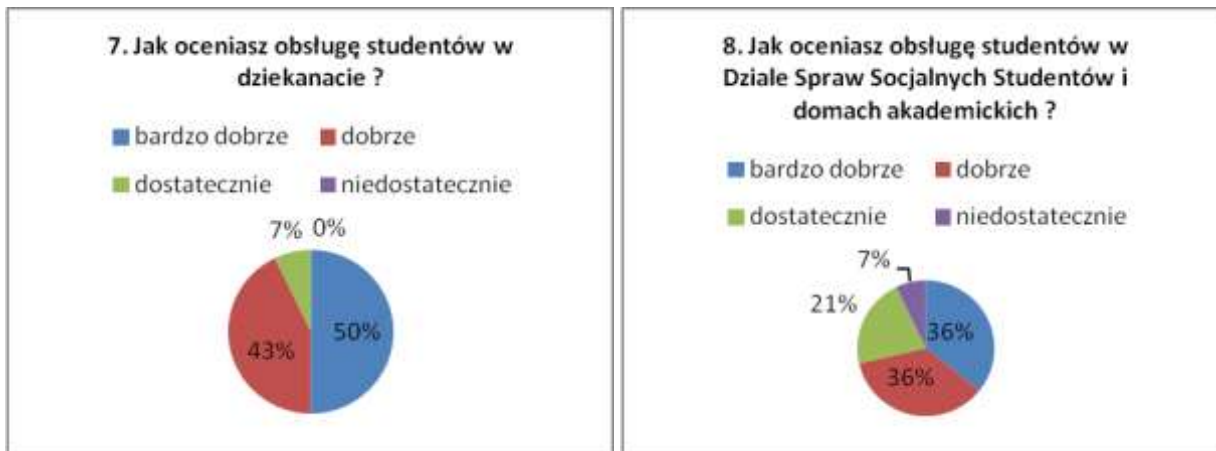 7. Jak oceniasz obsługę studentów w
dziekanacie ?
bardzo dobrze dobrze
dostatecznie niedostatecznie
7% 0%
50%
43%
8. Jak oceniasz obsługę studentów w
Dziale Spraw Socjalnych Studentów i
domach akademickich ?
bardzo dobrze dobrze
dostatecznie niedostatecznie
7%
21%
36%
36%